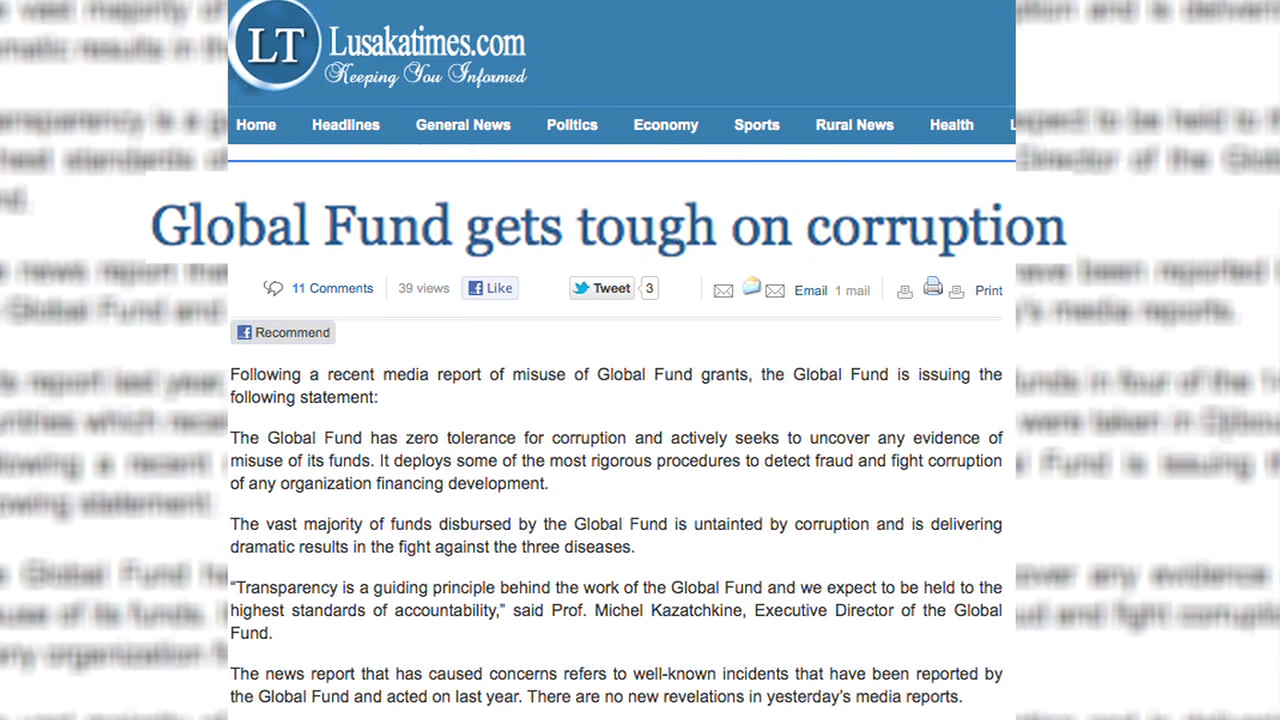 LT Lusakatimes.com
Keeping You Informed
Home Headlines General News Politics Economy Sports Rural News Health
Global Fund gets tough on corruption
11 Comments 39 views Like Tweet 3 Email 1 mail Print
Recommend
Following a recent media report of misuse of Global Fund grants, the Global Fund is issuing the
following statement:
The Global Fund has zero tolerance for corruption and actively seeks to uncover any evidence of
misuse of its funds. It deploys some of the most rigorous procedures to detect fraud and fight corruption
of any organization financing development.
The vast majority of funds disbursed by the Global Fund is untainted by corruption and is delivering
dramatic results in the fight against the three diseases.
“Transparency is a guiding principle behind the work of the Global Fund and we expect to be held to the
highest standards of accountability,” said Prof. Michel Kazatchkine, Executive Director of the Global
Fund.
The news report that has caused concerns refers to well-known incidents that have been reported by
the Global Fund and acted on last year. There are no new revelations in yesterday’s media reports.